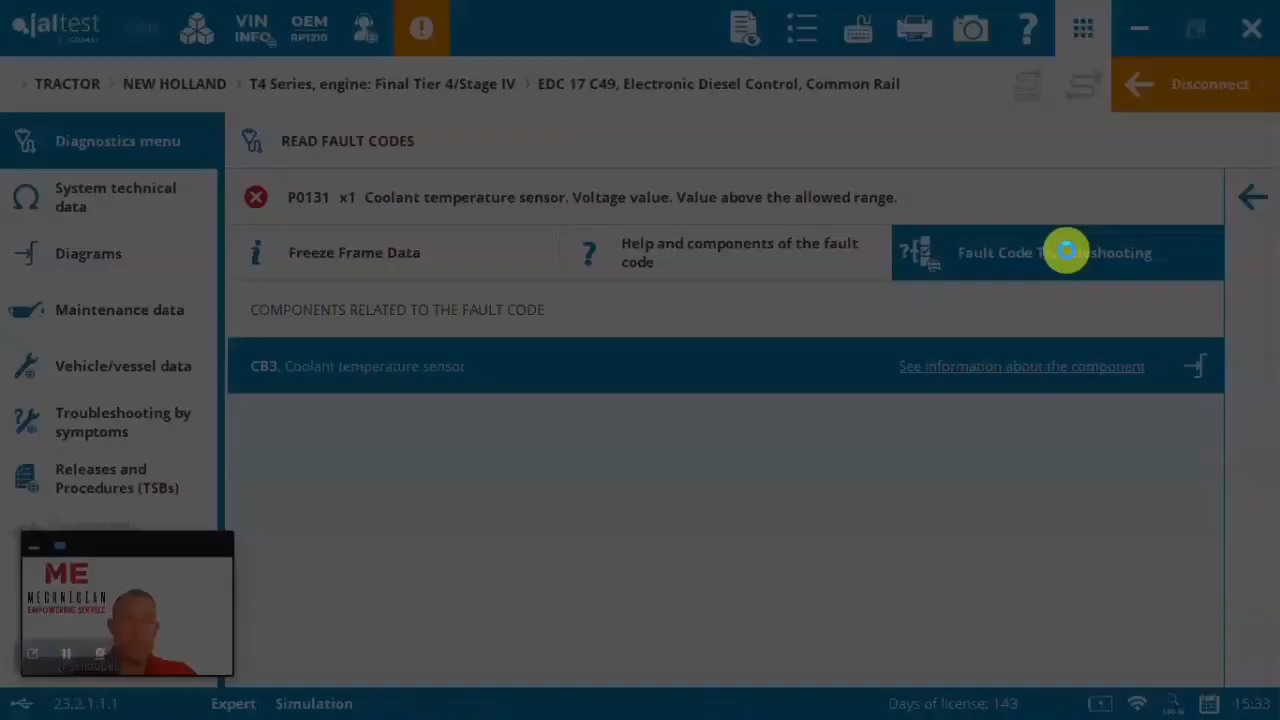 jaltest
VIN
INFO
OEM
RP1210
TRACTOR
NEW HOLLAND
T4 Series, engine: Final Tier 4/Stage IV
EDC 17 C49, Electronic Diesel Control, Common Rail
Disconnect
Diagnostics menu
READ FAULT CODES
System technical
data
Diagrams
Maintenance data
Vehicle/vessel data
Troubleshooting by
symptoms
Releases and
Procedures (TSBs)
P0131 x1 Coolant temperature sensor. Voltage value. Value above the allowed range.
Freeze Frame Data
Help and components of the fault
code
Fault Code Troubleshooting
COMPONENTS RELATED TO THE FAULT CODE
CB3. Coolant temperature sensor
See information about the component
ME
MECHNICIAN
EMPOWERING SERVICE
23.2.1.1.1
Expert
Simulation
Days of license: 143
100 %
15:33